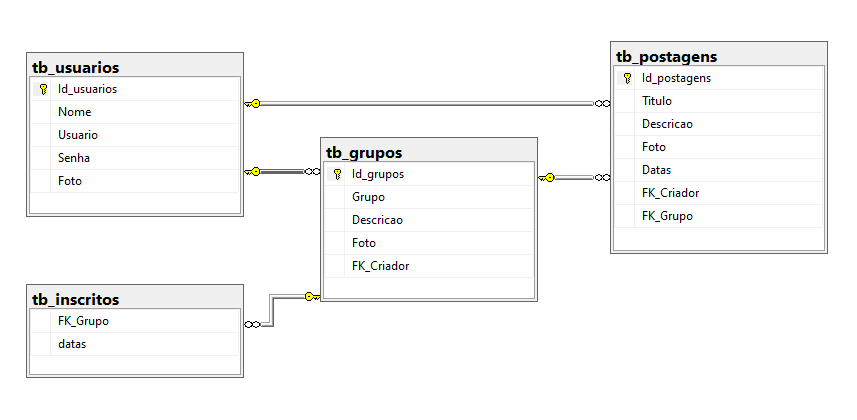 tb_usuarios
Id_usuarios
Nome
Usuario
Senha
Foto
tb_postagens
Id_postagens
Titulo
Descricao
Foto
Datas
FK_Criador
FK_Grupo
tb_grupos
Id_grupos
Grupo
Descricao
Foto
FK_Criador
tb_inscritos
FK_Grupo
datas